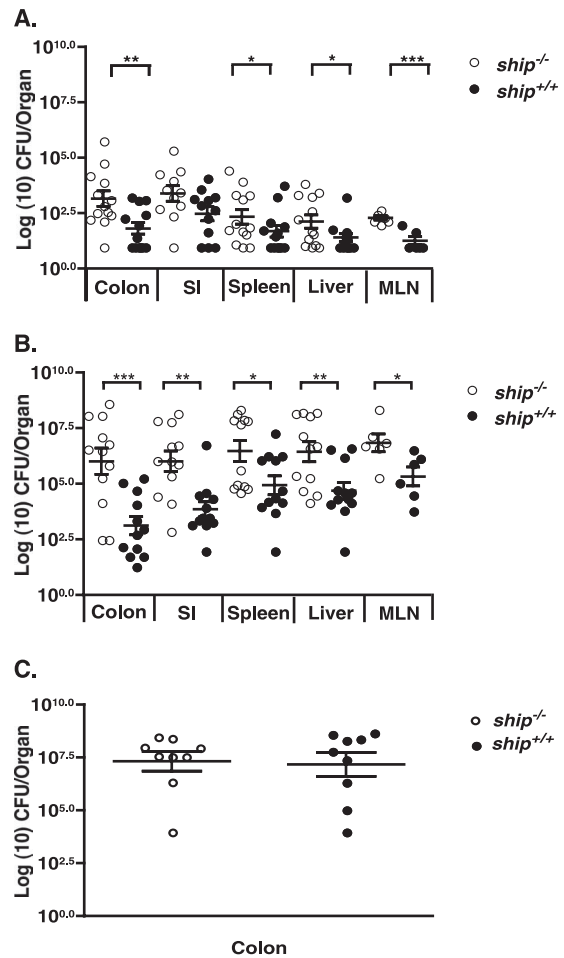 A.
Log (10) CFU/Organ
10^10.0
10^7.5
10^5.0
10^2.5
10^0.0
** * * ***
ship-/-
ship+/+
Colon SI Spleen Liver MLN
B.
Log (10) CFU/Organ
10^10.0
10^7.5
10^5.0
10^2.5
10^0.0
*** ** * ** *
ship-/-
ship+/+
Colon SI Spleen Liver MLN
C.
Log (10) CFU/Organ
10^10.0
10^7.5
10^5.0
10^2.5
10^0.0
ship-/-
ship+/+
Colon